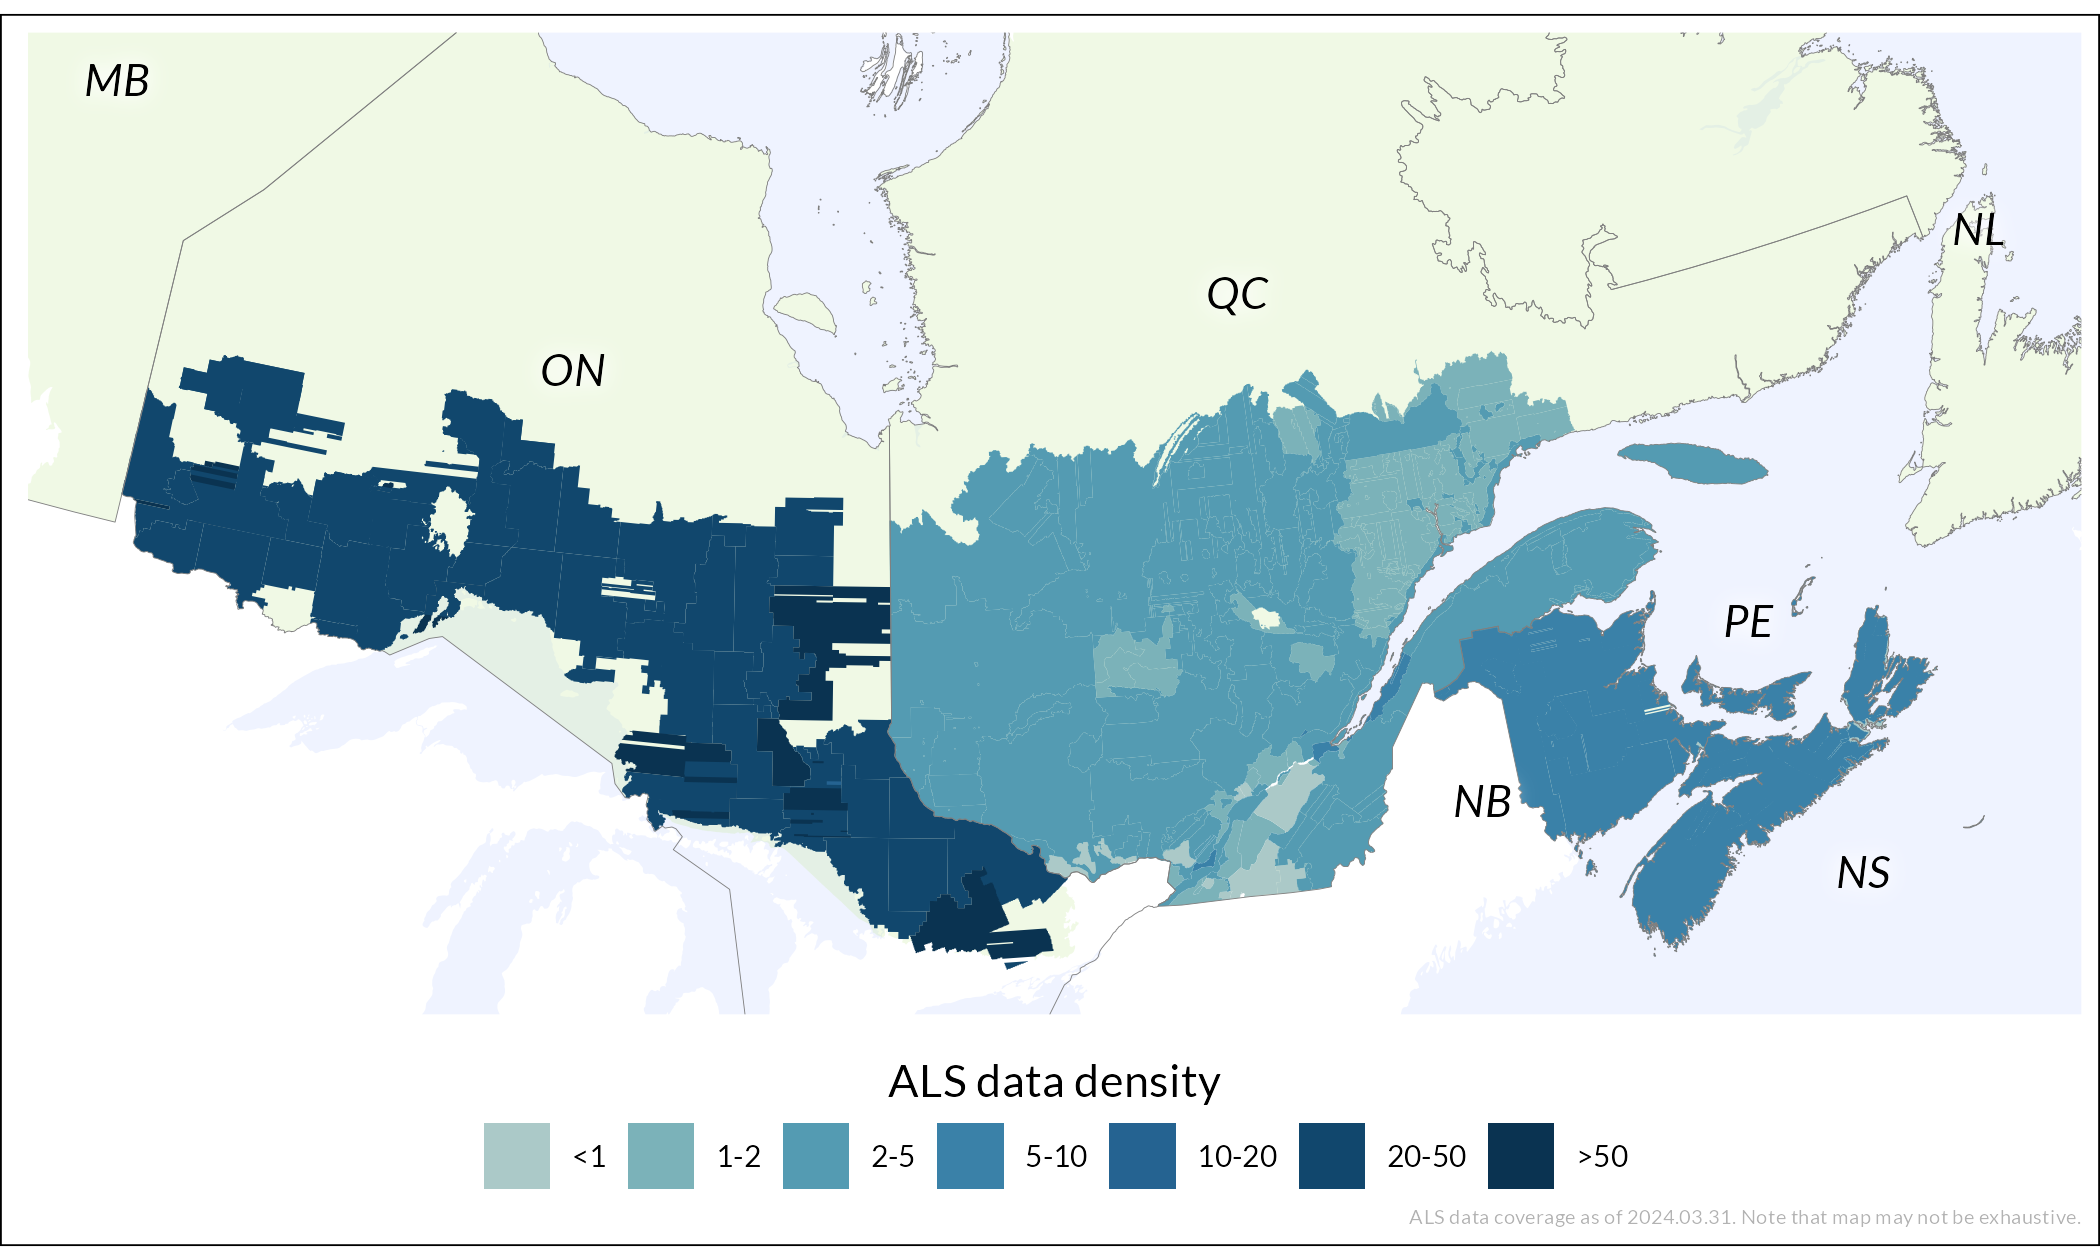 MB
NL
QC
ON
PE
NB
NS
ALS data density
<1 1-2 2-5 5-10 10-20 20-50 >50
ALS data coverage as of 2024.03.31. Note that map may not be exhaustive.